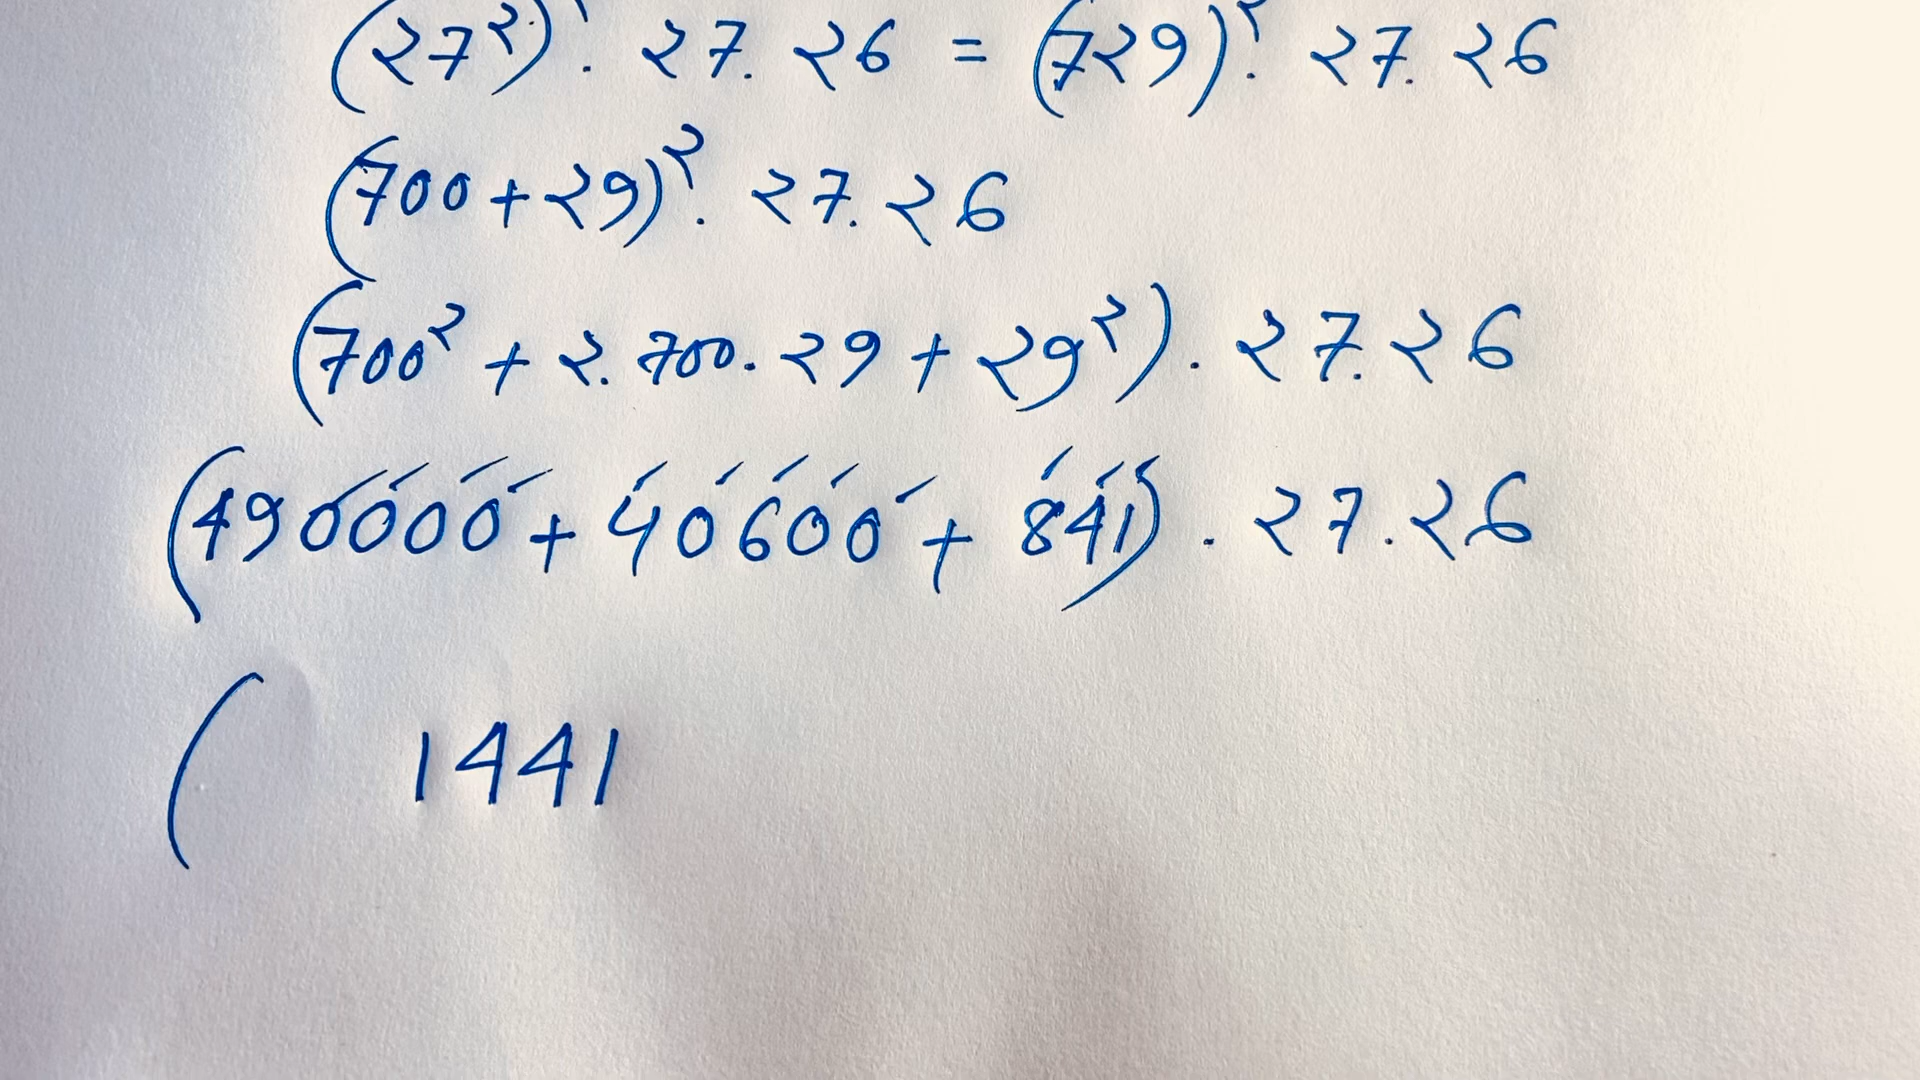 (27²)². 27. 26 = (729)². 27. 26
(700+29)². 27. 26
(700² + 2. 700. 29 + 29²). 27. 26
(490000 + 40600 + 841) . 27. 26
( 1441